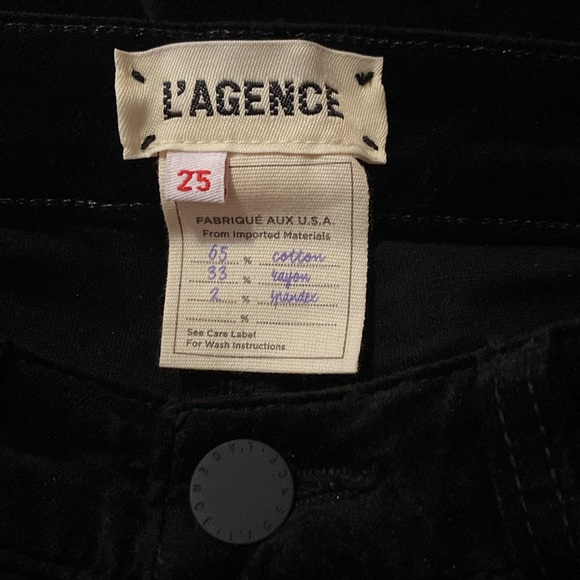 L'AGENCE
25
FABRIQUÉ AUX U.S.A.
From Imported Materials
65 % cotton
33 % rayon
2 % spandex
%
See Care Label
For Wash Instructions
L'AGENCE